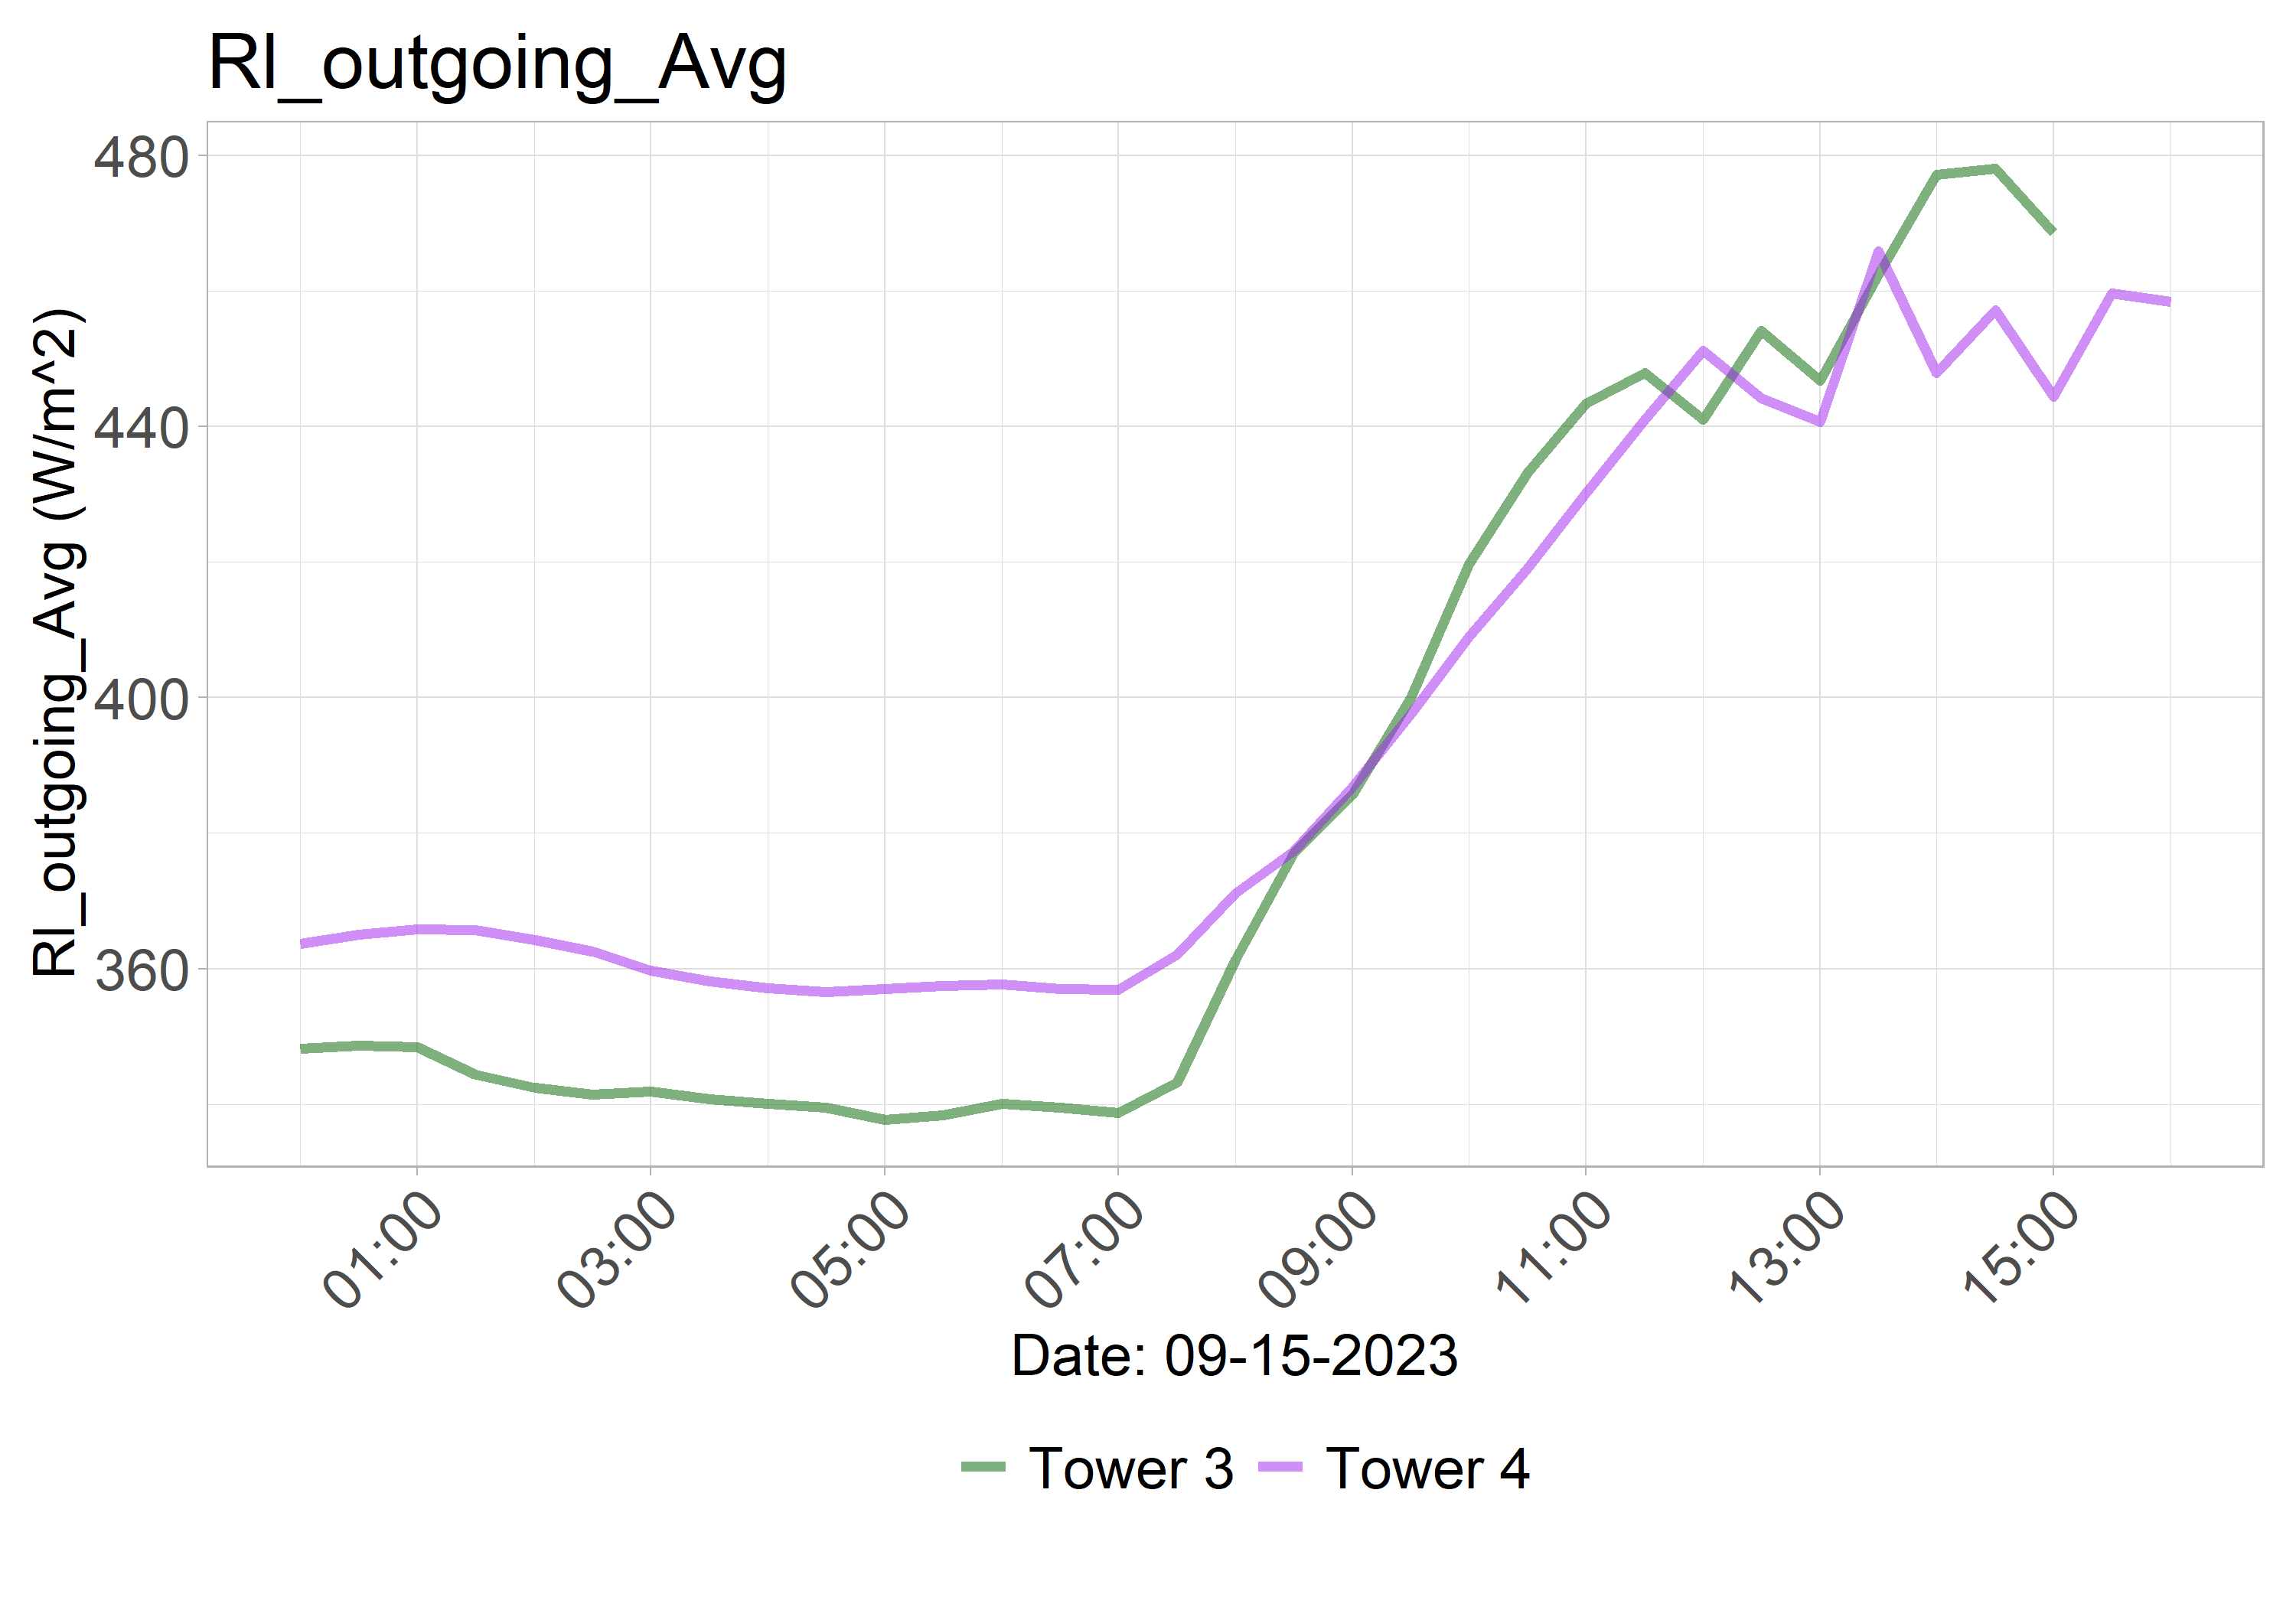 Rl_outgoing_Avg
Rl_outgoing_Avg (W/m^2)
480
440
400
360
01:00 03:00 05:00 07:00 09:00 11:00 13:00 15:00
Date: 09-15-2023
Tower 3 Tower 4